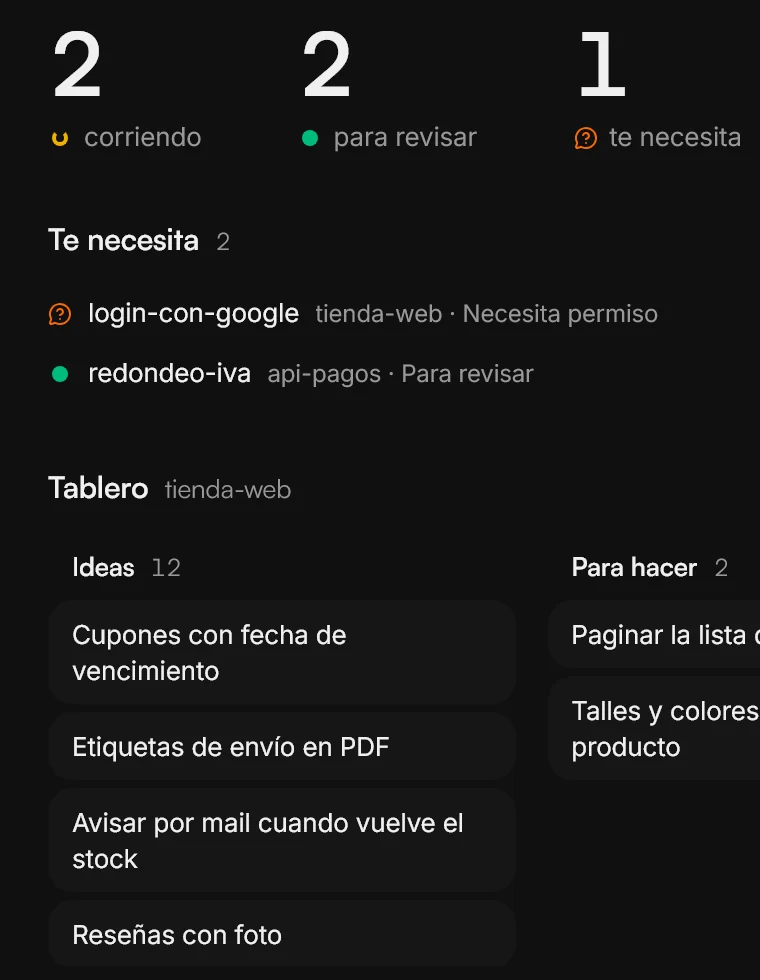 2 2 1
corriendo para revisar te necesita
Te necesita 2
login-con-google tienda-web · Necesita permiso
redondeo-iva api-pagos · Para revisar
Tablero tienda-web
Ideas 12
Cupones con fecha de
vencimiento
Etiquetas de envío en PDF
Avisar por mail cuando vuelve el
stock
Reseñas con foto
Para hacer 2
Paginar la lista
Talles y colores
producto